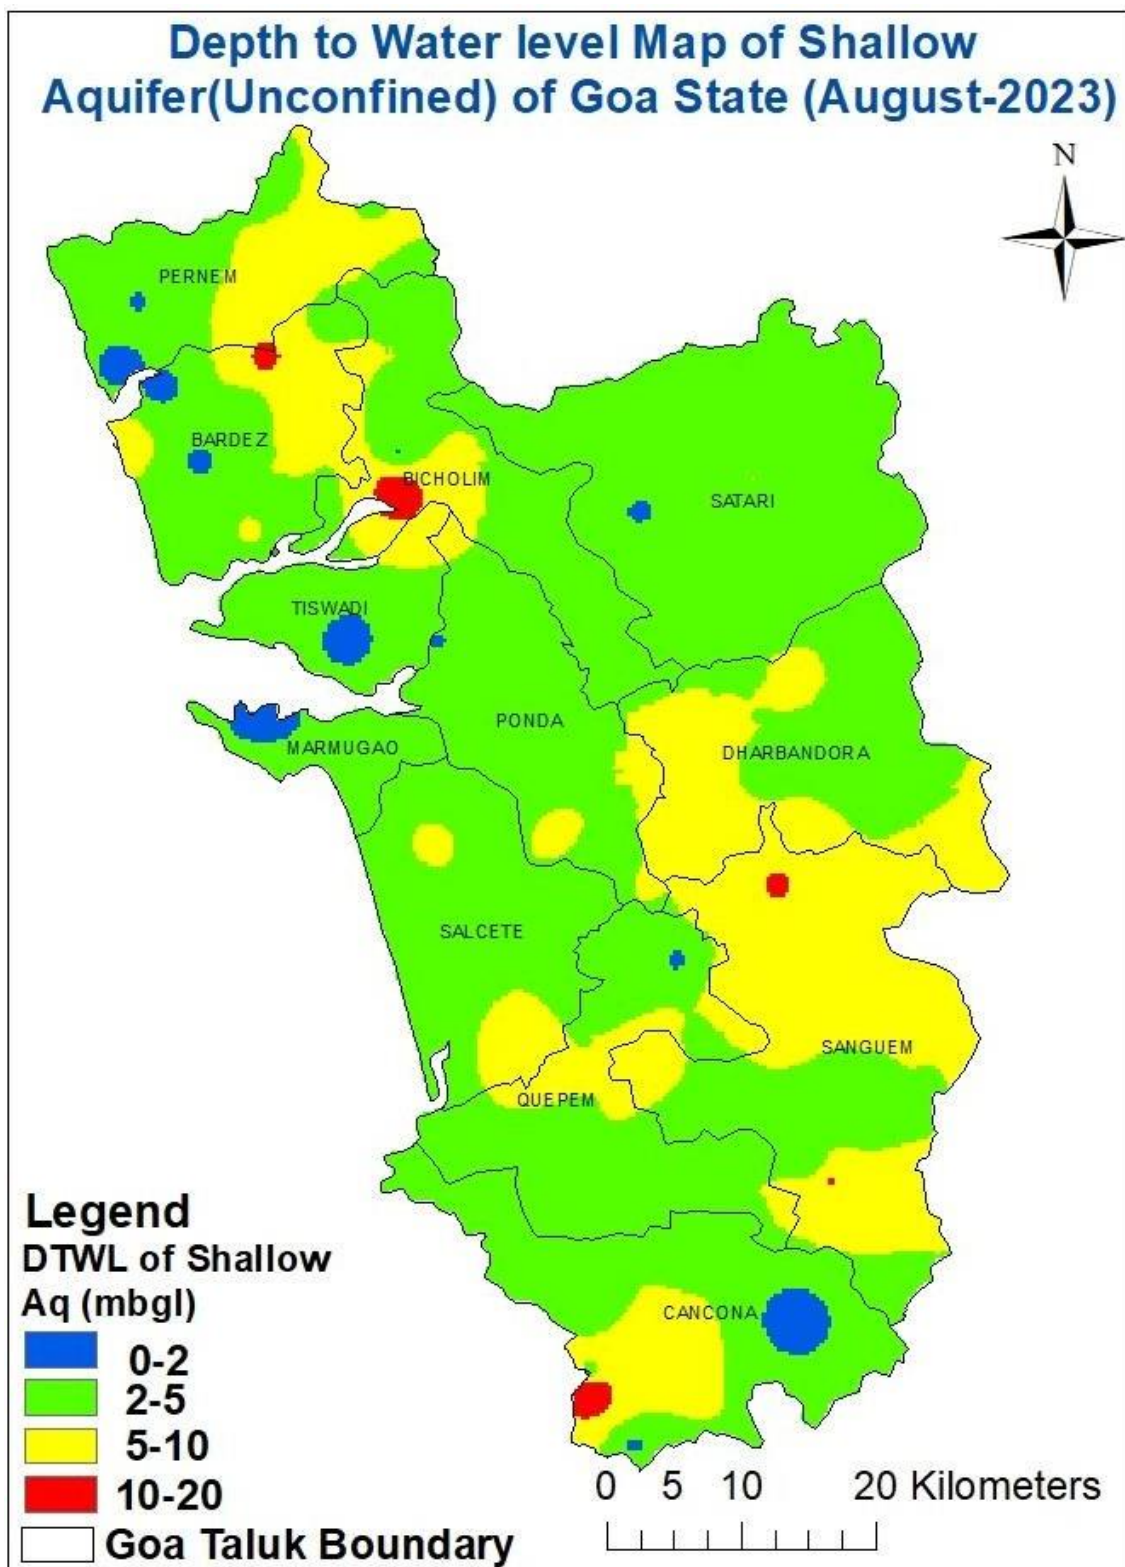 Depth to Water level Map of Shallow
Aquifer(Unconfined) of Goa State (August-2023)
N
PERNEM
BARDEZ
BICHOLIM
SATARI
TISWADI
PONDA
MARMUGAO
DHARBANDORA
SALCETE
SANGUEM
QUEPEM
CANCONA
Legend
DTWL of Shallow
Aq (mbgl)
0-2
2-5
5-10
10-20
Goa Taluk Boundary
0 5 10 20 Kilometers